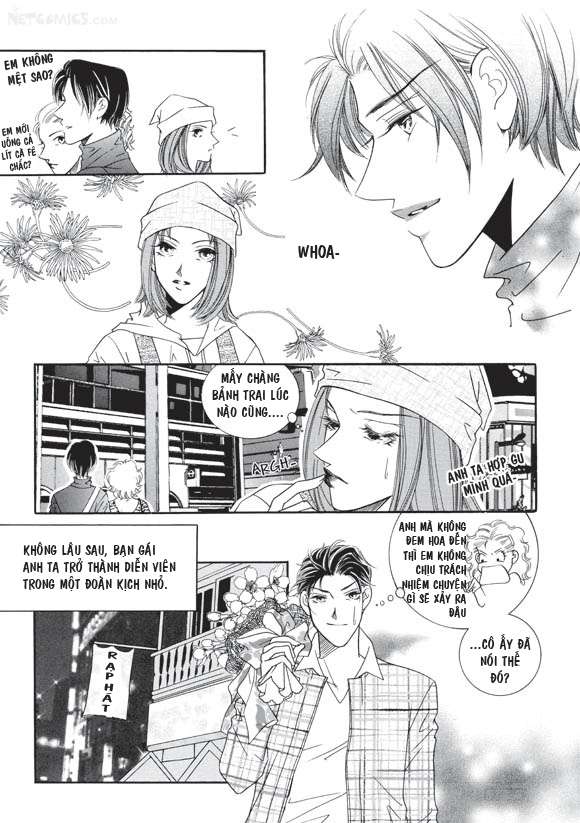 NETCOMICS.COM
EM KHÔNG
MỆT SAO?
EM MỚI
UỐNG CẢ
LÍT CÀ FÊ
CHẮC?
WHOA-
MẤY CHÀNG
BẢNH TRAI LÚC
NÀO CŨNG....
ARGH-
ANH TA HỢP GU
MÌNH QUÁ-
KHÔNG LÂU SAU, BẠN GÁI
ANH TA TRỞ THÀNH DIỄN VIÊN
TRONG MỘT ĐOÀN KỊCH NHỎ.
ANH MÀ KHÔNG
ĐEM HOA ĐẾN
THÌ EM KHÔNG
CHỊU TRÁCH
NHIỆM CHUYỆN
GÌ SẼ XẢY RA
ĐÂU
...CÔ ẤY ĐÃ
NÓI THẾ
ĐÓ?
RẠP HÁT